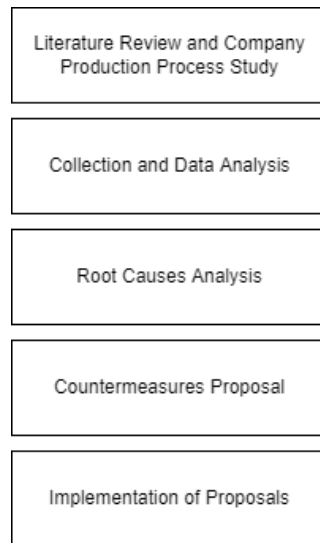 Literature Review and Company
Production Process Study
Collection and Data Analysis
Root Causes Analysis
Countermeasures Proposal
Implementation of Proposals